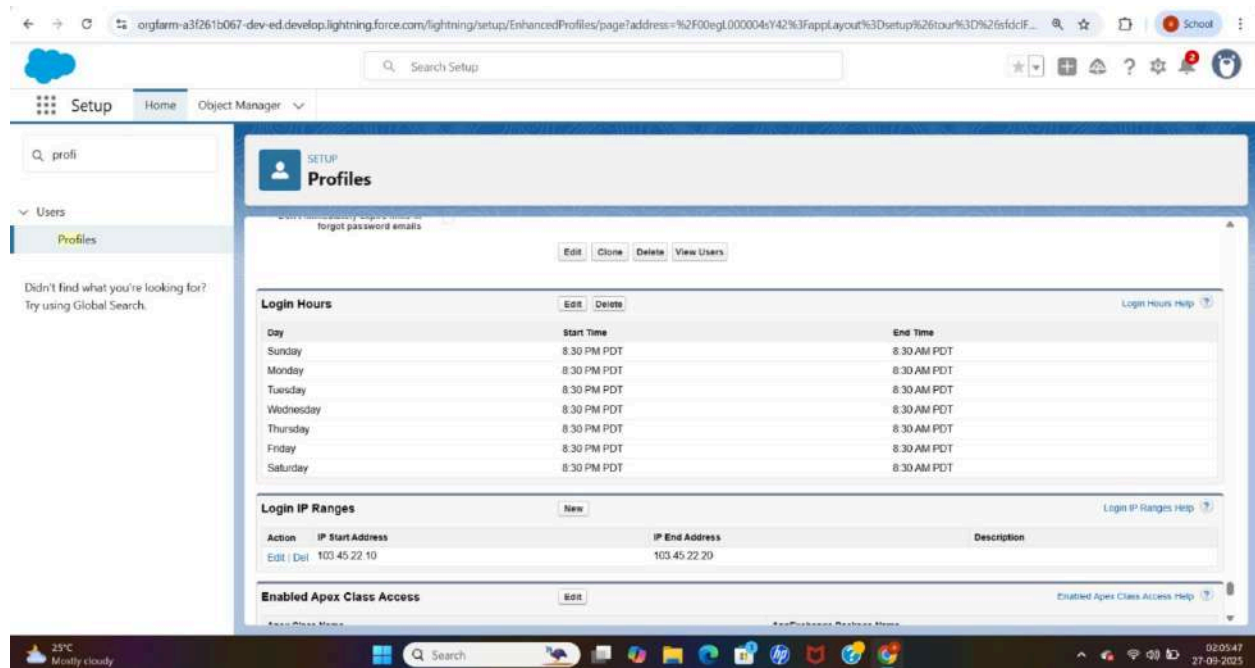 orgfarm-a3f261b067-dev-ed.develop.lightning.force.com/lightning/setup/EnhancedProfiles/page?address=%2F00egL000004sY42%3FappLayout%3Dsetup%26tour%3D%26sfdcIF... School
Search Setup
2
Setup Home Object Manager
profi
SETUP
Profiles
Users
Profiles
forgot password emails
Edit Clone Delete View Users
Didn't find what you're looking for?
Try using Global Search.
Login Hours Edit Delete Login Hours Help ?
Day Start Time End Time
Sunday 8:30 PM PDT 8:30 AM PDT
Monday 8:30 PM PDT 8:30 AM PDT
Tuesday 8:30 PM PDT 8:30 AM PDT
Wednesday 8:30 PM PDT 8:30 AM PDT
Thursday 8:30 PM PDT 8:30 AM PDT
Friday 8:30 PM PDT 8:30 AM PDT
Saturday 8:30 PM PDT 8:30 AM PDT
Login IP Ranges New Login IP Ranges Help ?
Action IP Start Address IP End Address Description
Edit | Del 103.45.22.10 103.45.22.20
Enabled Apex Class Access Edit Enabled Apex Class Access Help ?
Apex Class Name AppExchange Package Name
25°C
Mostly cloudy
Search
hp
02:05:47
27-09-2025